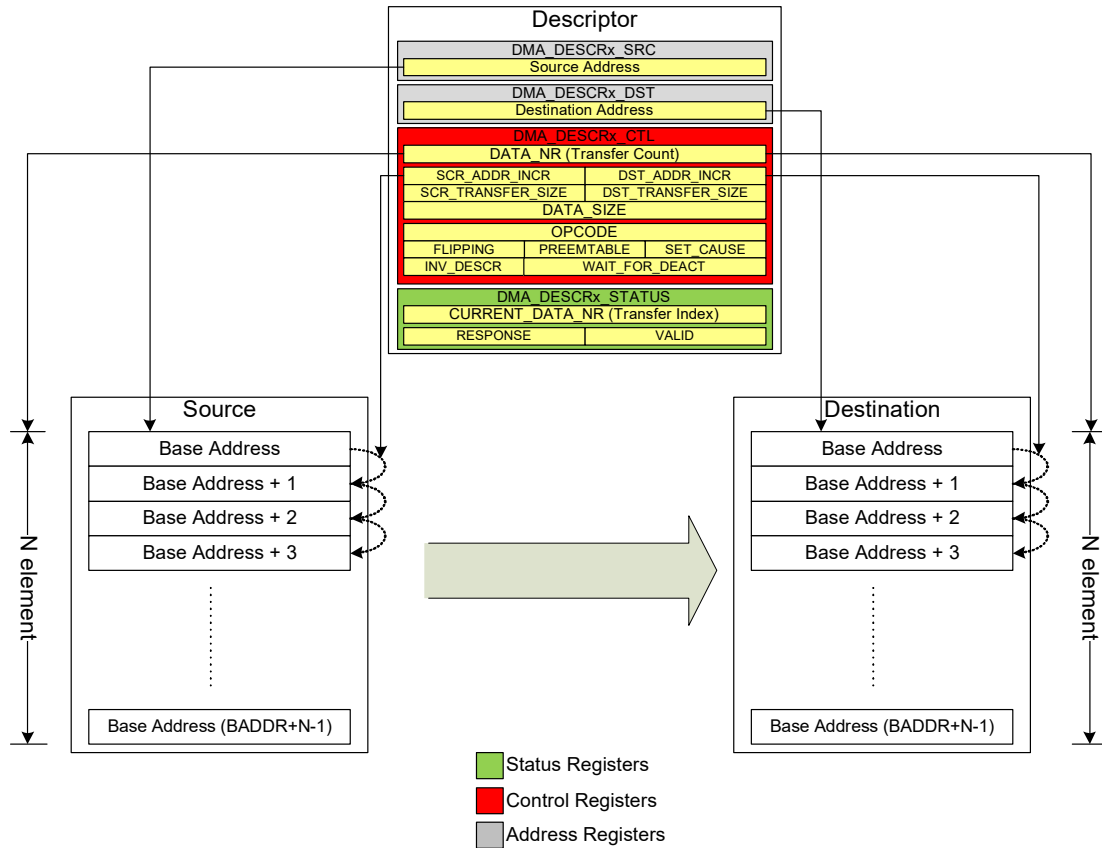 Descriptor
DMA_DESCRx_SRC
Source Address
DMA_DESCRx_DST
Destination Address
DMA_DESCRx_CTL
DATA_NR (Transfer Count)
SCR_ADDR_INCR DST_ADDR_INCR
SCR_TRANSFER_SIZE DST_TRANSFER_SIZE
DATA_SIZE
OPCODE
FLIPPING PREEMTABLE SET_CAUSE
INV_DESCR WAIT_FOR_DEACT
DMA_DESCRx_STATUS
CURRENT_DATA_NR (Transfer Index)
RESPONSE VALID
Source
Base Address
Base Address + 1
Base Address + 2
Base Address + 3
Base Address (BADDR+N-1)
N element
Destination
Base Address
Base Address + 1
Base Address + 2
Base Address + 3
Base Address (BADDR+N-1)
N element
Status Registers
Control Registers
Address Registers